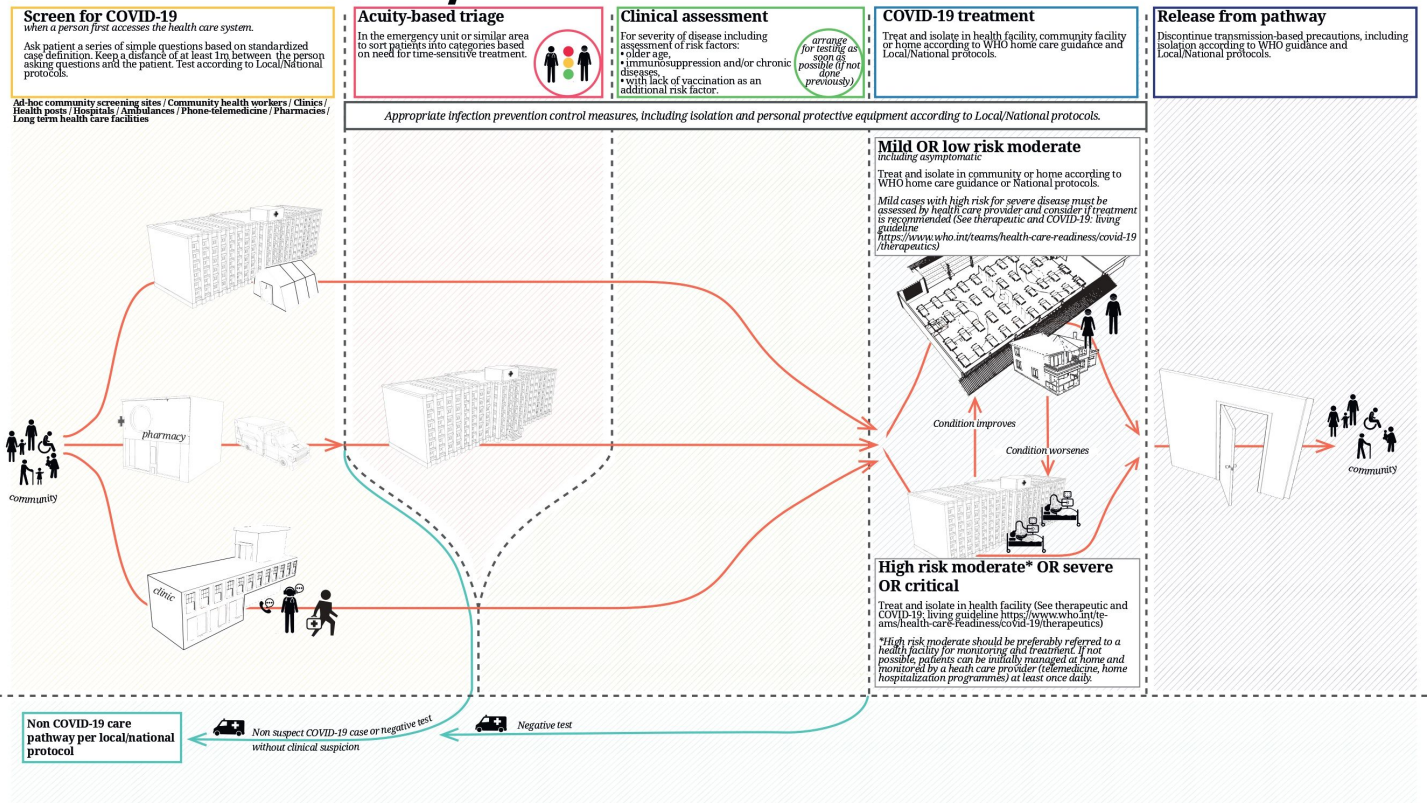 Screen for COVID-19
when a person first accesses the health care system.
Ask patient a series of simple questions based on standardized
case definition. Keep a distance of at least 1m between the person
asking questions and the patient. Test according to Local/National
protocols.
Ad-hoc community screening sites / Community health workers / Clinics /
Health posts / Hospitals / Ambulances / Phone-telemedicine / Pharmacies /
Long term health care facilities
Acuity-based triage
In the emergency unit or similar area
to sort patients into categories based
on need for time-sensitive treatment.
Clinical assessment
For severity of disease including
assessment of risk factors:
• older age,
• immunosuppression and/or chronic
diseases,
• with lack of vaccination as an
additional risk factor.
arrange
for testing as
soon as
possible (if not
done
previously)
COVID-19 treatment
Treat and isolate in health facility, community facility
or home according to WHO home care guidance and
Local/National protocols.
Release from pathway
Discontinue transmission-based precautions, including
isolation according to WHO guidance and
Local/National protocols.
Appropriate infection prevention control measures, including isolation and personal protective equipment according to Local/National protocols.
Mild OR low risk moderate
including asymptomatic
Treat and isolate in community or home according to
WHO home care guidance or National protocols.
Mild cases with high risk for severe disease must be
assessed by health care provider and consider if treatment
is recommended (See therapeutic and COVID-19: living
guideline
https://www.who.int/teams/health-care-readiness/covid-19
/therapeutics)
pharmacy
community
clinic
Condition improves
Condition worsenes
community
High risk moderate* OR severe
OR critical
Treat and isolate in health facility (See therapeutic and
COVID-19: living guideline https://www.who.int/te-
ams/health-care-readiness/covid-19/therapeutics)
*High risk moderate should be preferably referred to a
health facility for monitoring and treatment. If not
possible, patients can be initially managed at home and
monitored by a heath care provider (telemedicine, home
hospitalization programmes) at least once daily.
Non COVID-19 care
pathway per local/national
protocol
Non suspect COVID-19 case or negative test
without clinical suspicion
Negative test